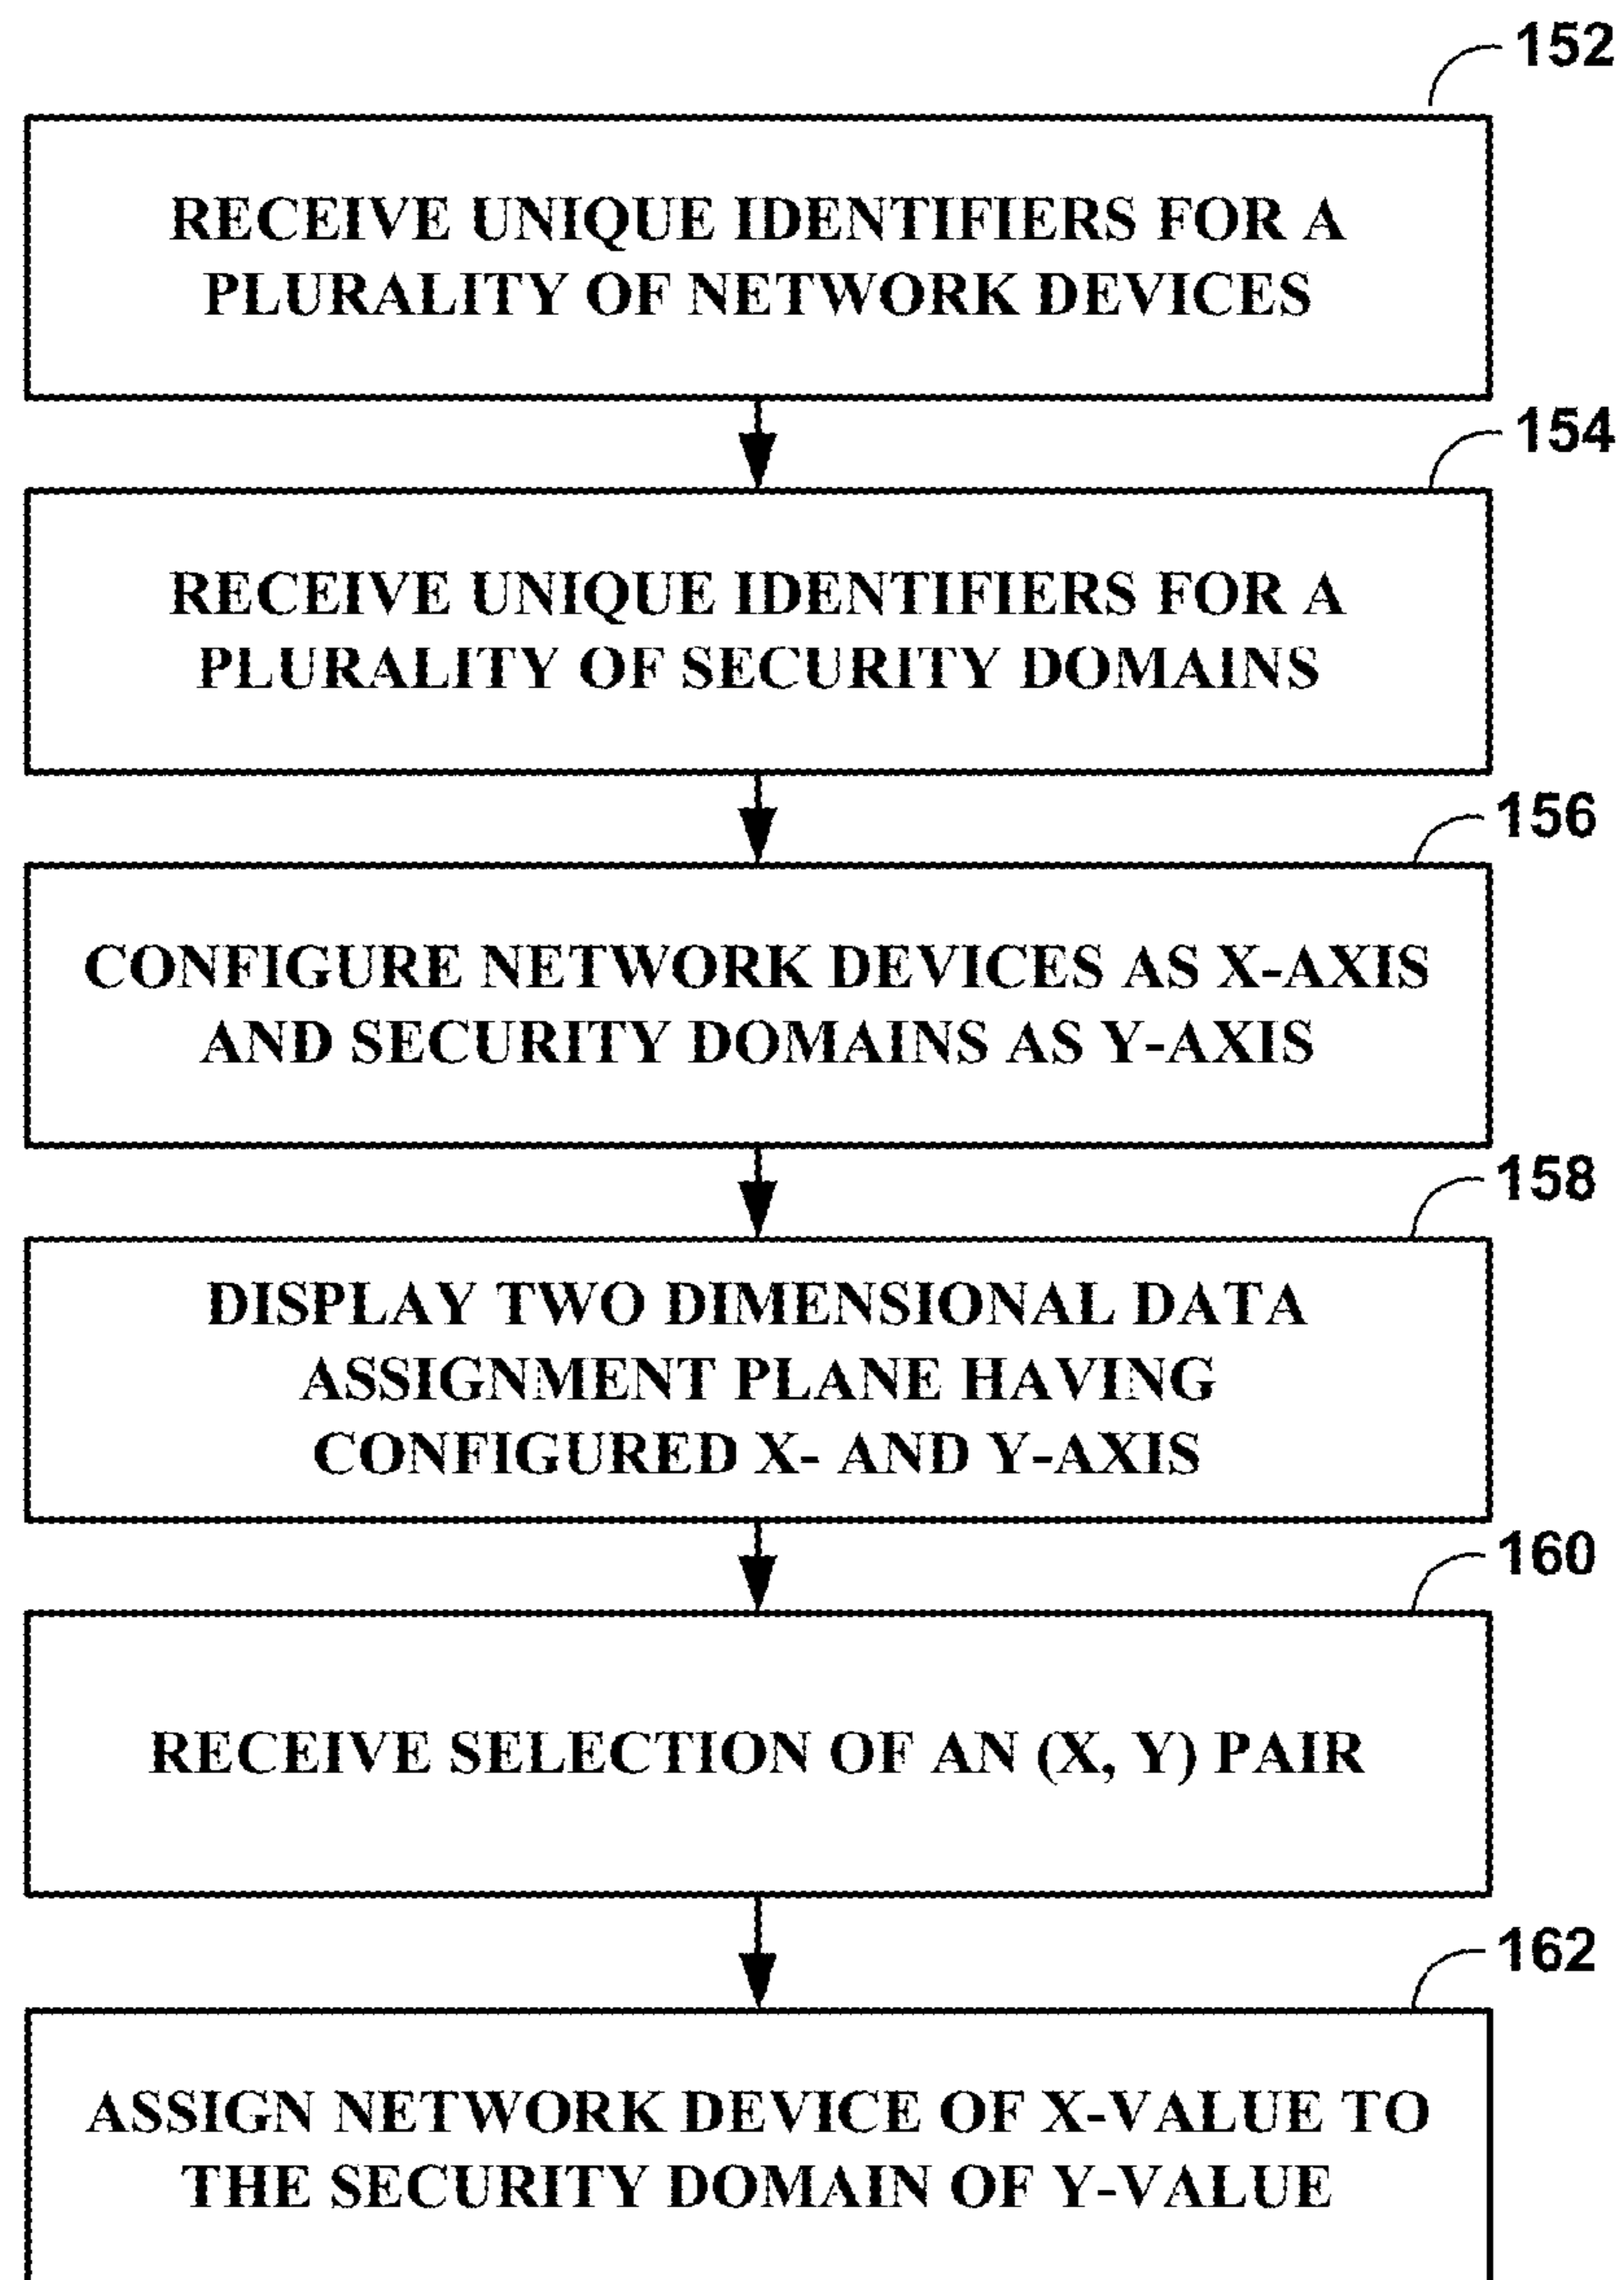 152
RECEIVE UNIQUE IDENTIFIERS FOR A
PLURALITY OF NETWORK DEVICES
154
RECEIVE UNIQUE IDENTIFIERS FOR A
PLURALITY OF SECURITY DOMAINS
156
CONFIGURE NETWORK DEVICES AS X-AXIS
AND SECURITY DOMAINS AS Y-AXIS
158
DISPLAY TWO DIMENSIONAL DATA
ASSIGNMENT PLANE HAVING
CONFIGURED X- AND Y-AXIS
160
RECEIVE SELECTION OF AN (X, Y) PAIR
162
ASSIGN NETWORK DEVICE OF X-VALUE TO
THE SECURITY DOMAIN OF Y-VALUE